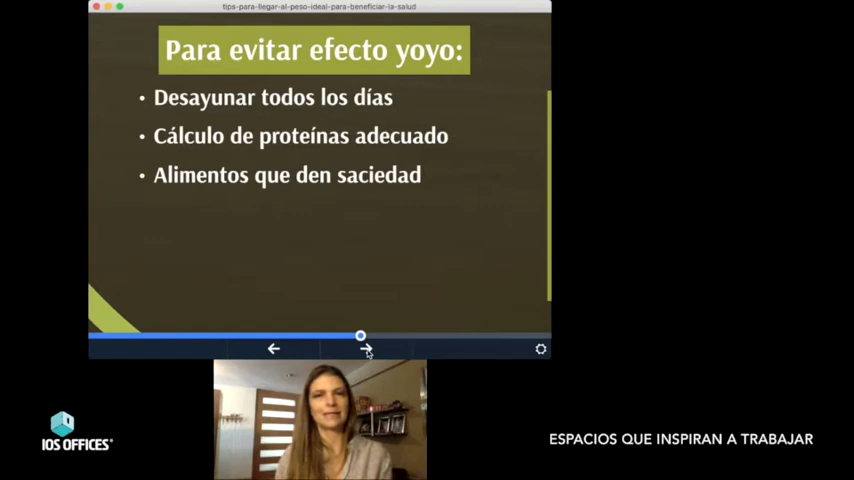 tips-para-llegar-al-peso-ideal-para-beneficiar-la-salud
Para evitar efecto yoyo:
• Desayunar todos los días
• Cálculo de proteínas adecuado
• Alimentos que den saciedad
IOS OFFICES®
ESPACIOS QUE INSPIRAN A TRABAJAR